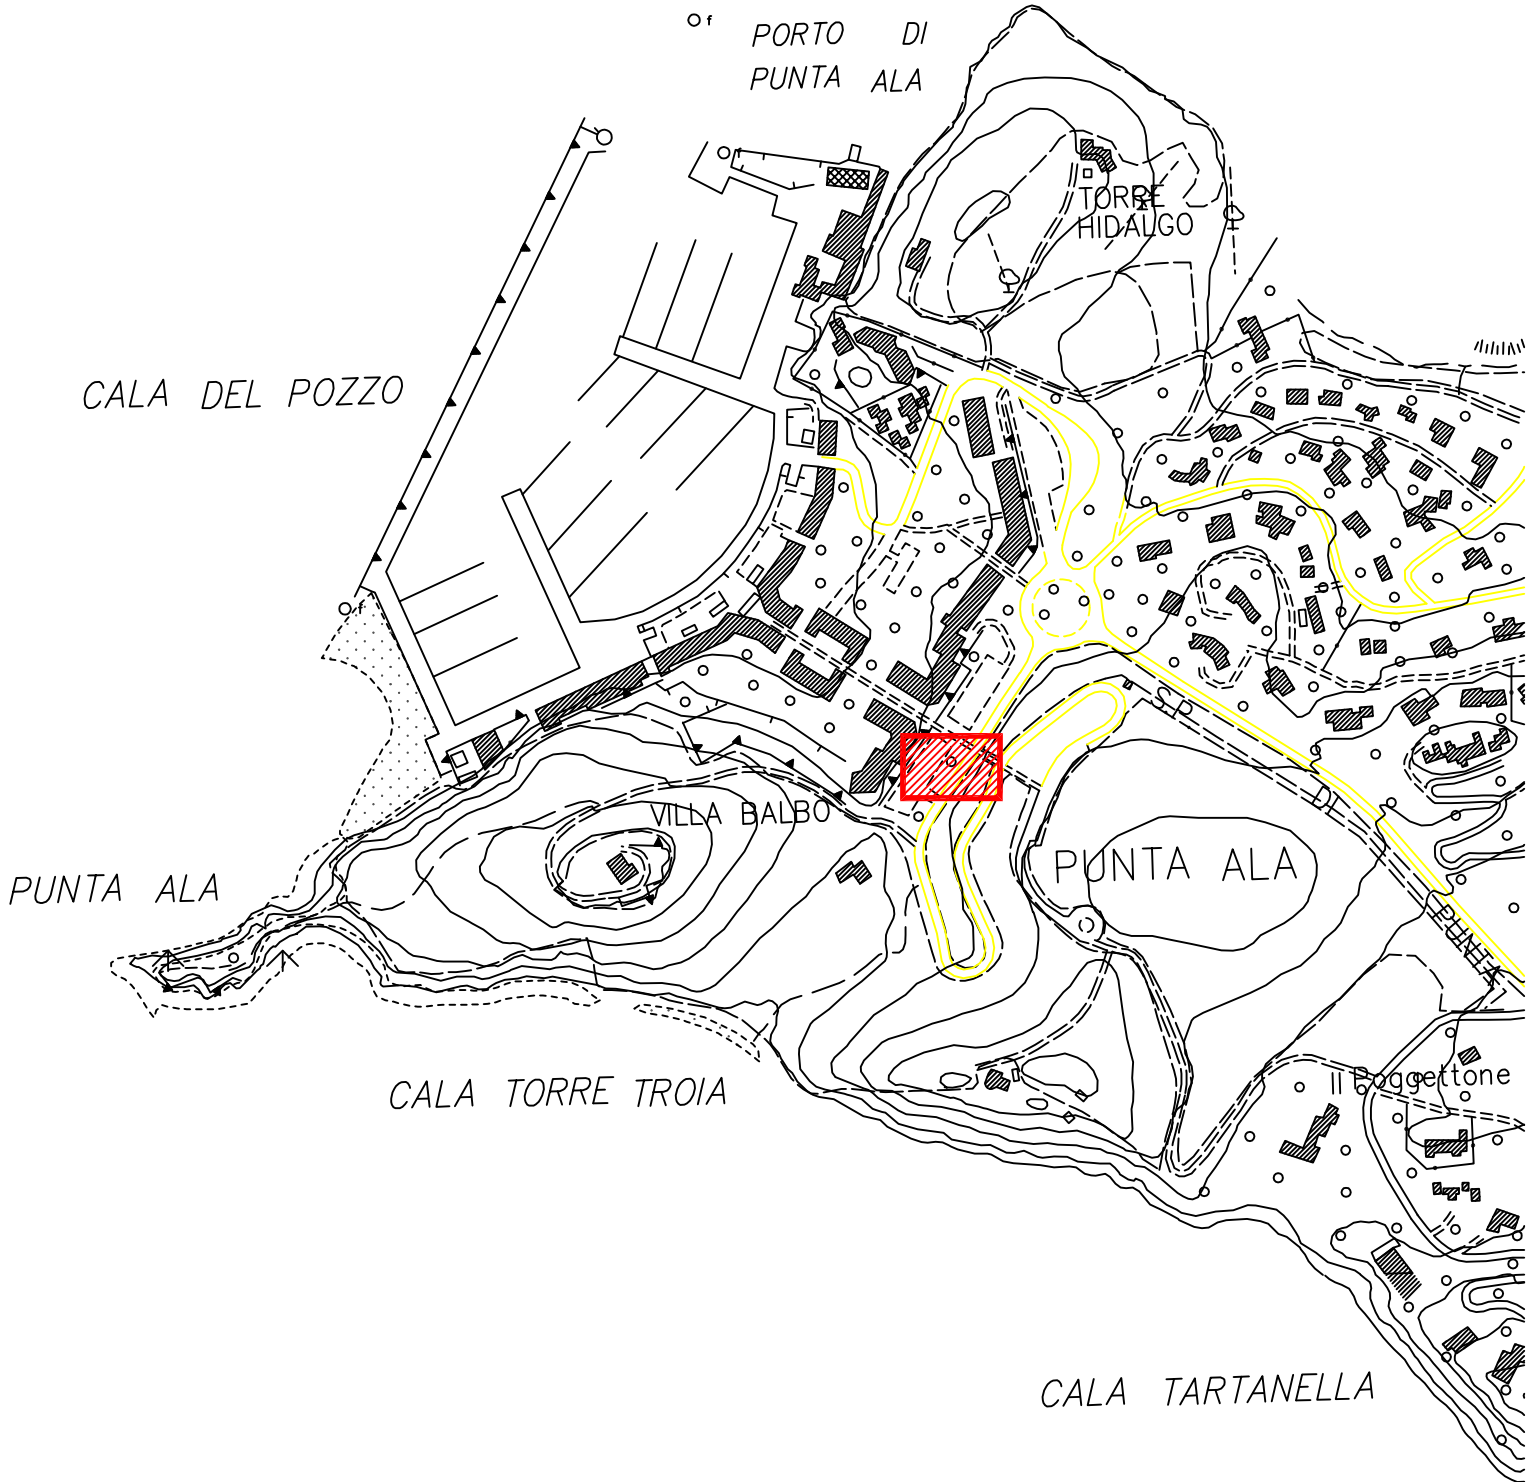 f
PORTO DI
PUNTA ALA
TORRE
HIDALGO
CALA DEL POZZO
f
f
S.P.
DI
PUNTA
VILLA BALBO
PUNTA ALA
PUNTA ALA
CALA TORRE TROIA
Il Poggettone
CALA TARTANELLA